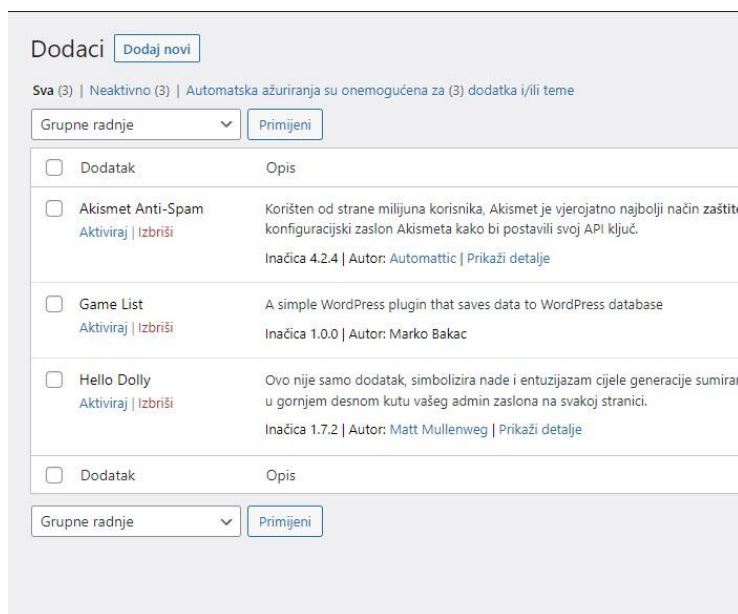 Dodaci Dodaj novi
Sva (3) | Neaktivno (3) | Automatska ažuriranja su onemogućena za (3) dodatka i/ili teme
Grupne radnje Primijeni
Dodatak Opis
Akismet Anti-Spam Korišten od strane milijuna korisnika, Akismet je vjerojatno najbolji način
Aktiviraj | Izbriši konfiguracijski zaslon Akismeta kako bi postavili svoj API ključ.
Inačica 4.2.4 | Autor: Automattic | Prikaži detalje
Game List A simple WordPress plugin that saves data to WordPress database
Aktiviraj | Izbriši Inačica 1.0.0 | Autor: Marko Bakac
Hello Dolly Ovo nije samo dodatak, simbolizira nade i entuzijazam cijele generacije
Aktiviraj | Izbriši u gornjem desnom kutu vašeg admin zaslona na svakoj stranici.
Inačica 1.7.2 | Autor: Matt Mullenweg | Prikaži detalje
Dodatak Opis
Grupne radnje Primijeni